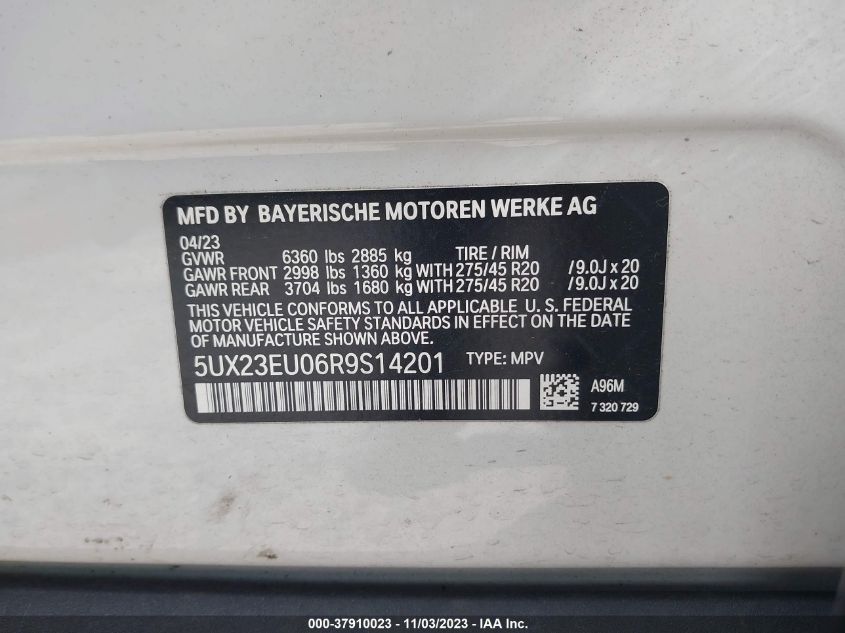 MFD BY BAYERISCHE MOTOREN WERKE AG
04/23
GVWR 6360 lbs 2885 kg TIRE / RIM
GAWR FRONT 2998 lbs 1360 kg WITH 275/45 R20 / 9.0J x 20
GAWR REAR 3704 lbs 1680 kg WITH 275/45 R20 / 9.0J x 20
THIS VEHICLE CONFORMS TO ALL APPLICABLE U. S. FEDERAL
MOTOR VEHICLE SAFETY STANDARDS IN EFFECT ON THE DATE
OF MANUFACTURE SHOWN ABOVE.
5UX23EU06R9S14201 TYPE: MPV
A96M
7 320 729
000-37910023 - 11/03/2023 - IAA Inc.